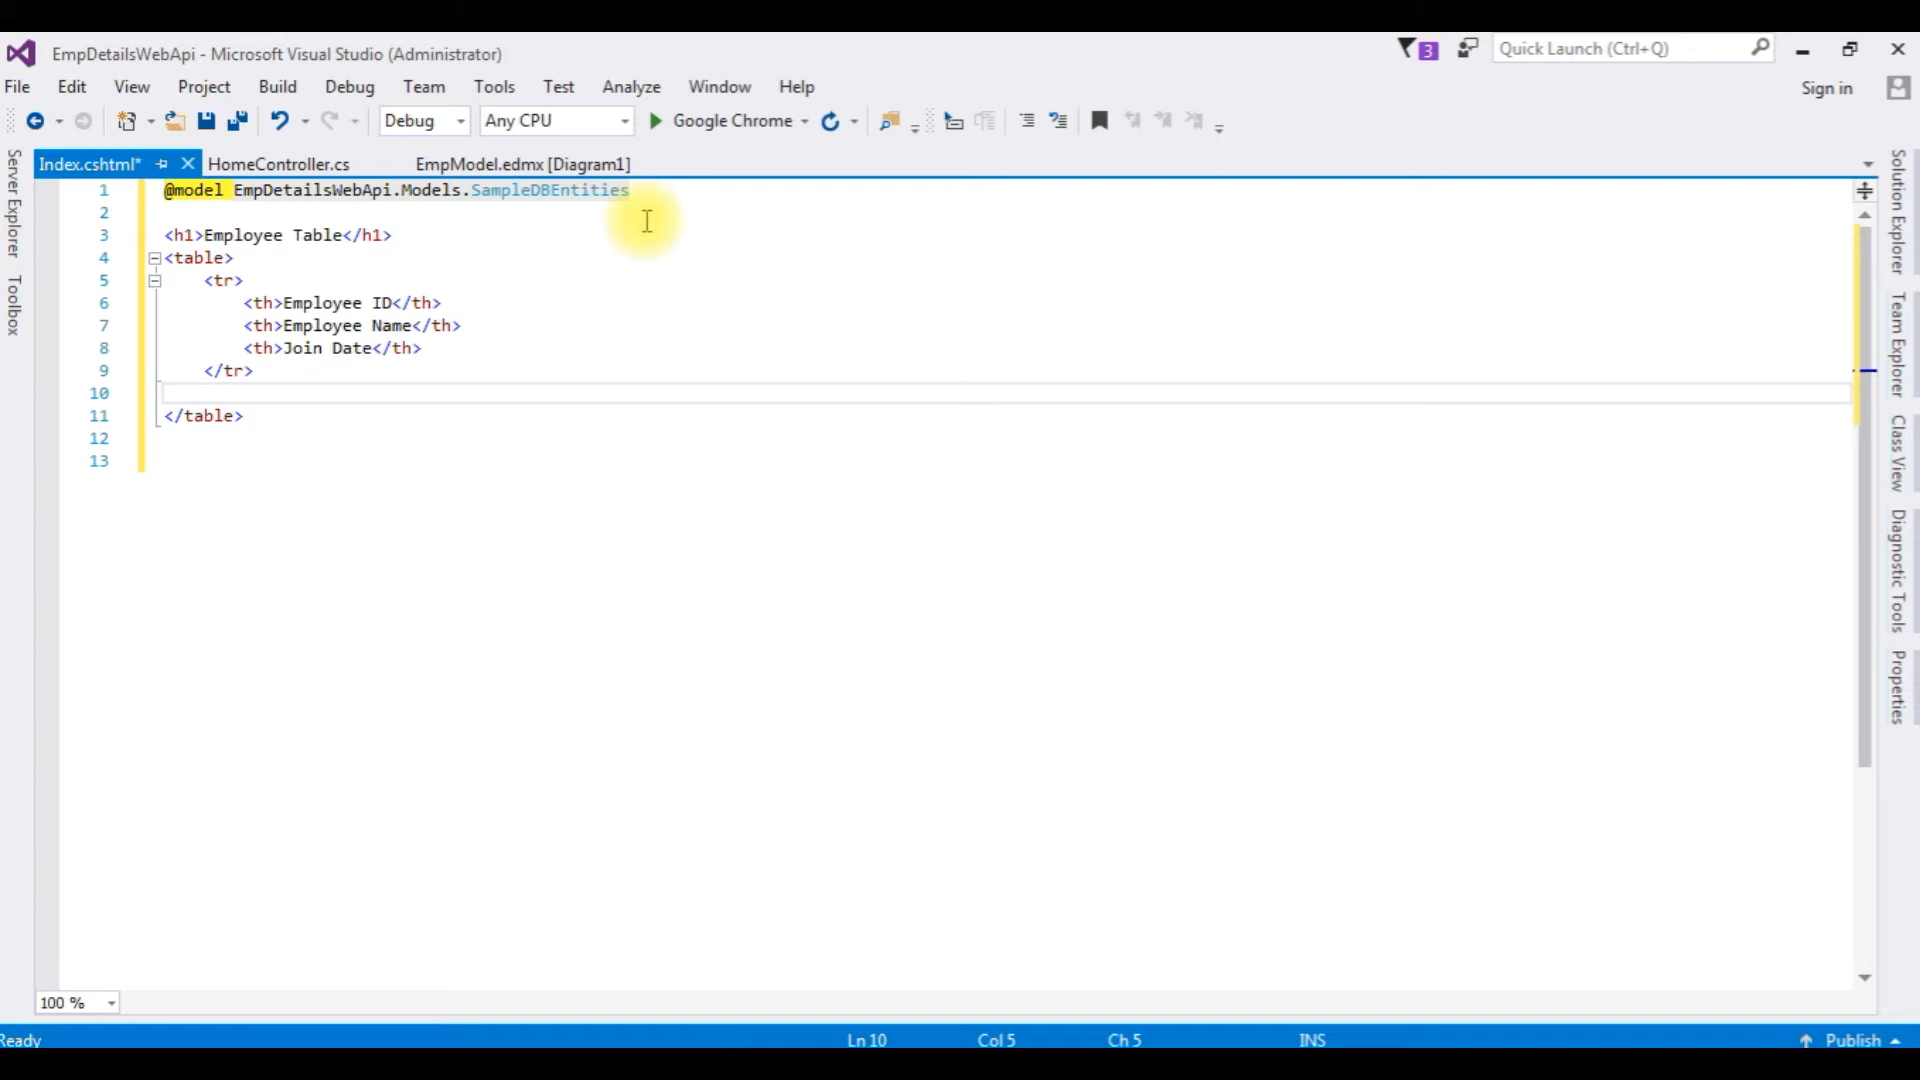 EmpDetailsWebApi - Microsoft Visual Studio (Administrator)
3
Quick Launch (Ctrl+Q)
File Edit View Project Build Debug Team Tools Test Analyze Window Help
Sign in
Debug Any CPU Google Chrome
Index.cshtml* HomeController.cs EmpModel.edmx [Diagram1]
Server Explorer
Toolbox
1 @model EmpDetailsWebApi.Models.SampleDBEntities
2
3 <h1>Employee Table</h1>
4 <table>
5 <tr>
6 <th>Employee ID</th>
7 <th>Employee Name</th>
8 <th>Join Date</th>
9 </tr>
10
11 </table>
12
13
Solution Explorer
Team Explorer
Class View
Diagnostic Tools
Properties
100 %
Ready Ln 10 Col 5 Ch 5 INS Publish